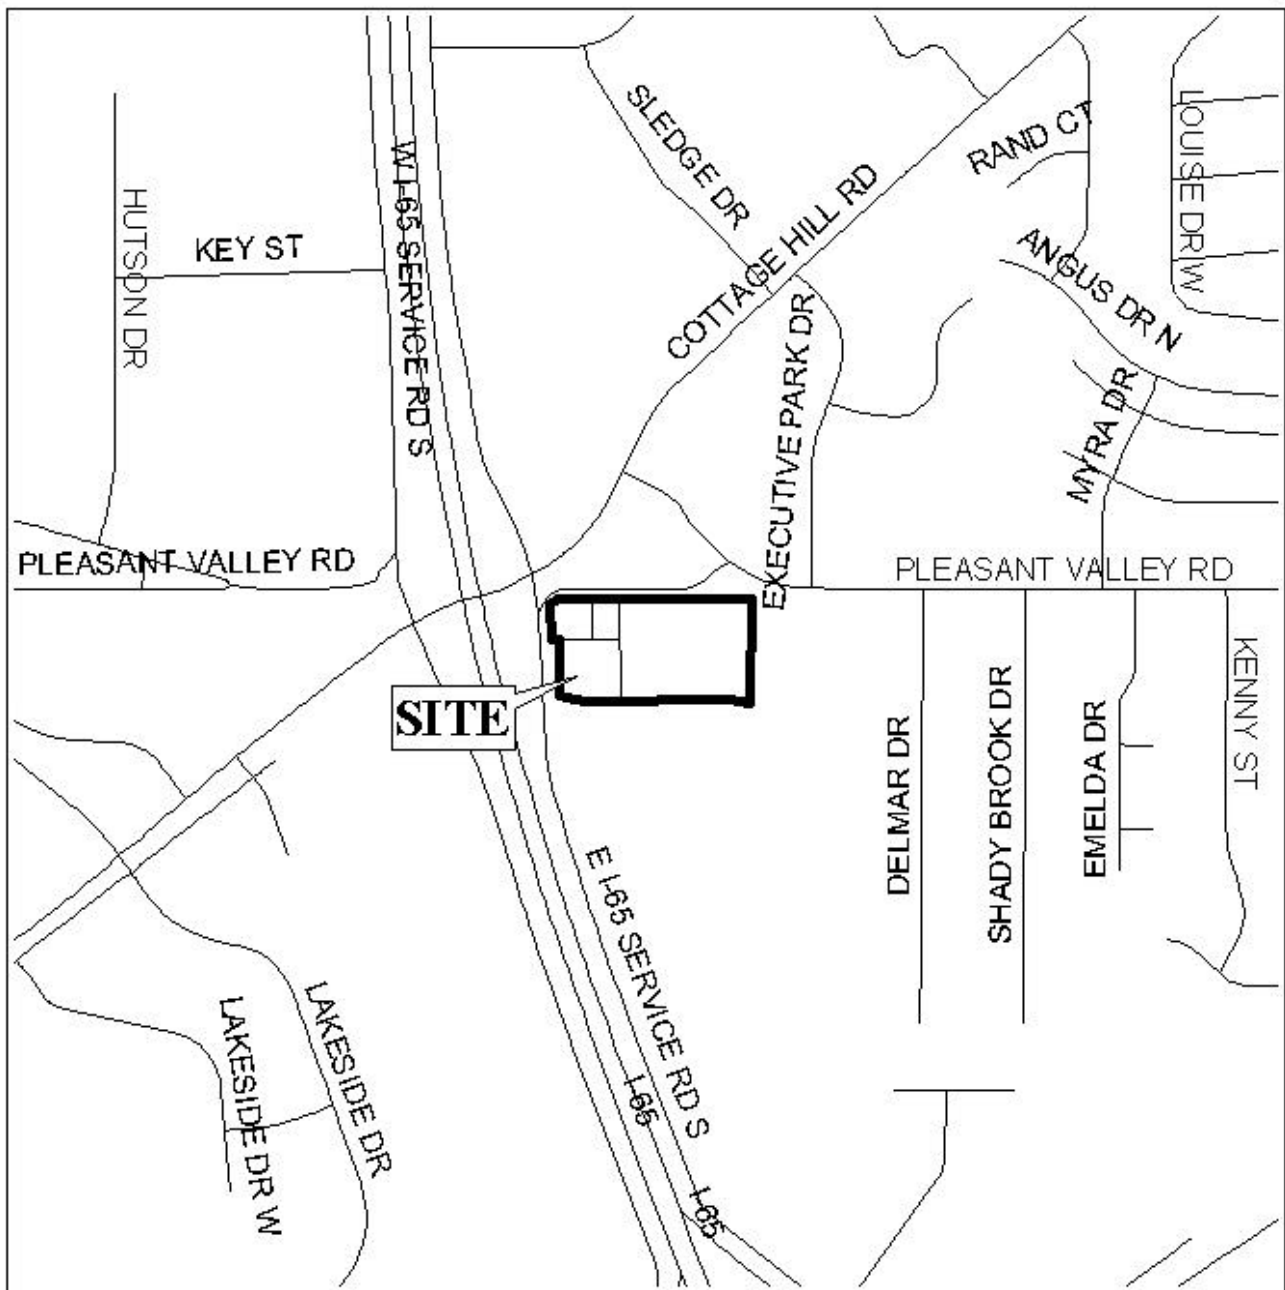 SLEDGE DR
COTTAGE HILL RD
RAND CT
LOUISE DR W
W I-65 SERVICE RD S
HUTSON DR
KEY ST
ANGUS DR N
EXECUTIVE PARK DR
MYRA DR
PLEASANT VALLEY RD
PLEASANT VALLEY RD
SITE
KENNY ST
DELMAR DR
SHADY BROOK DR
EMELDA DR
E I-65 SERVICE RD S
LAKESIDE DR W
LAKESIDE DR
I-65
I-65